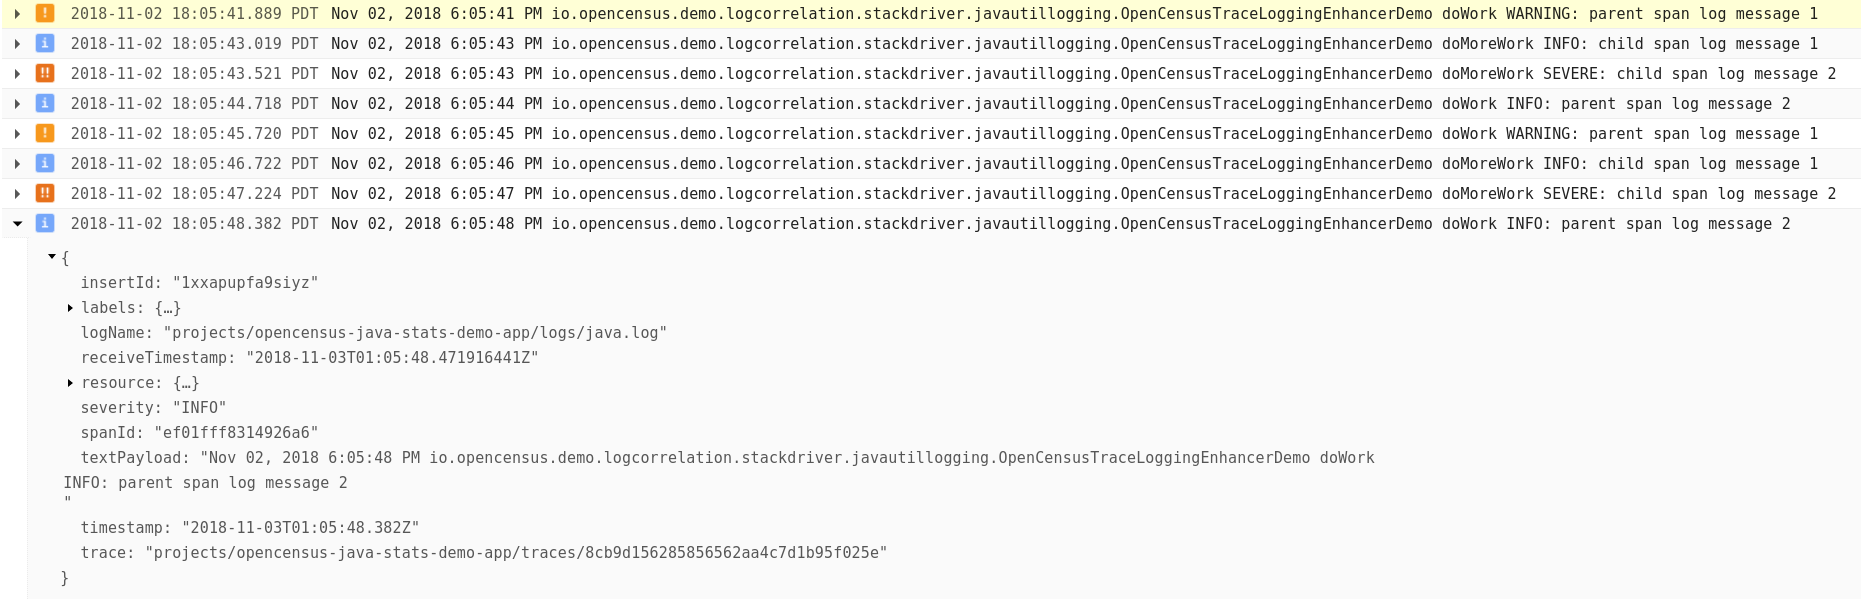 2018-11-02 18:05:41.889 PDT Nov 02, 2018 6:05:41 PM io.opencensus.demo.logcorrelation.stackdriver.javautillogging.OpenCensusTraceLoggingEnhancerDemo doWork WARNING: parent span log message 1
2018-11-02 18:05:43.019 PDT Nov 02, 2018 6:05:43 PM io.opencensus.demo.logcorrelation.stackdriver.javautillogging.OpenCensusTraceLoggingEnhancerDemo doMoreWork INFO: child span log message 1
2018-11-02 18:05:43.521 PDT Nov 02, 2018 6:05:43 PM io.opencensus.demo.logcorrelation.stackdriver.javautillogging.OpenCensusTraceLoggingEnhancerDemo doMoreWork SEVERE: child span log message 2
2018-11-02 18:05:44.718 PDT Nov 02, 2018 6:05:44 PM io.opencensus.demo.logcorrelation.stackdriver.javautillogging.OpenCensusTraceLoggingEnhancerDemo doWork INFO: parent span log message 2
2018-11-02 18:05:45.720 PDT Nov 02, 2018 6:05:45 PM io.opencensus.demo.logcorrelation.stackdriver.javautillogging.OpenCensusTraceLoggingEnhancerDemo doWork WARNING: parent span log message 1
2018-11-02 18:05:46.722 PDT Nov 02, 2018 6:05:46 PM io.opencensus.demo.logcorrelation.stackdriver.javautillogging.OpenCensusTraceLoggingEnhancerDemo doMoreWork INFO: child span log message 1
2018-11-02 18:05:47.224 PDT Nov 02, 2018 6:05:47 PM io.opencensus.demo.logcorrelation.stackdriver.javautillogging.OpenCensusTraceLoggingEnhancerDemo doMoreWork SEVERE: child span log message 2
2018-11-02 18:05:48.382 PDT Nov 02, 2018 6:05:48 PM io.opencensus.demo.logcorrelation.stackdriver.javautillogging.OpenCensusTraceLoggingEnhancerDemo doWork INFO: parent span log message 2
{
insertId: "1xxapupfa9siyz"
labels: {…}
logName: "projects/opencensus-java-stats-demo-app/logs/java.log"
receiveTimestamp: "2018-11-03T01:05:48.471916441Z"
resource: {…}
severity: "INFO"
spanId: "ef01fff8314926a6"
textPayload: "Nov 02, 2018 6:05:48 PM io.opencensus.demo.logcorrelation.stackdriver.javautillogging.OpenCensusTraceLoggingEnhancerDemo doWork
INFO: parent span log message 2
"
timestamp: "2018-11-03T01:05:48.382Z"
trace: "projects/opencensus-java-stats-demo-app/traces/8cb9d156285856562aa4c7d1b95f025e"
}